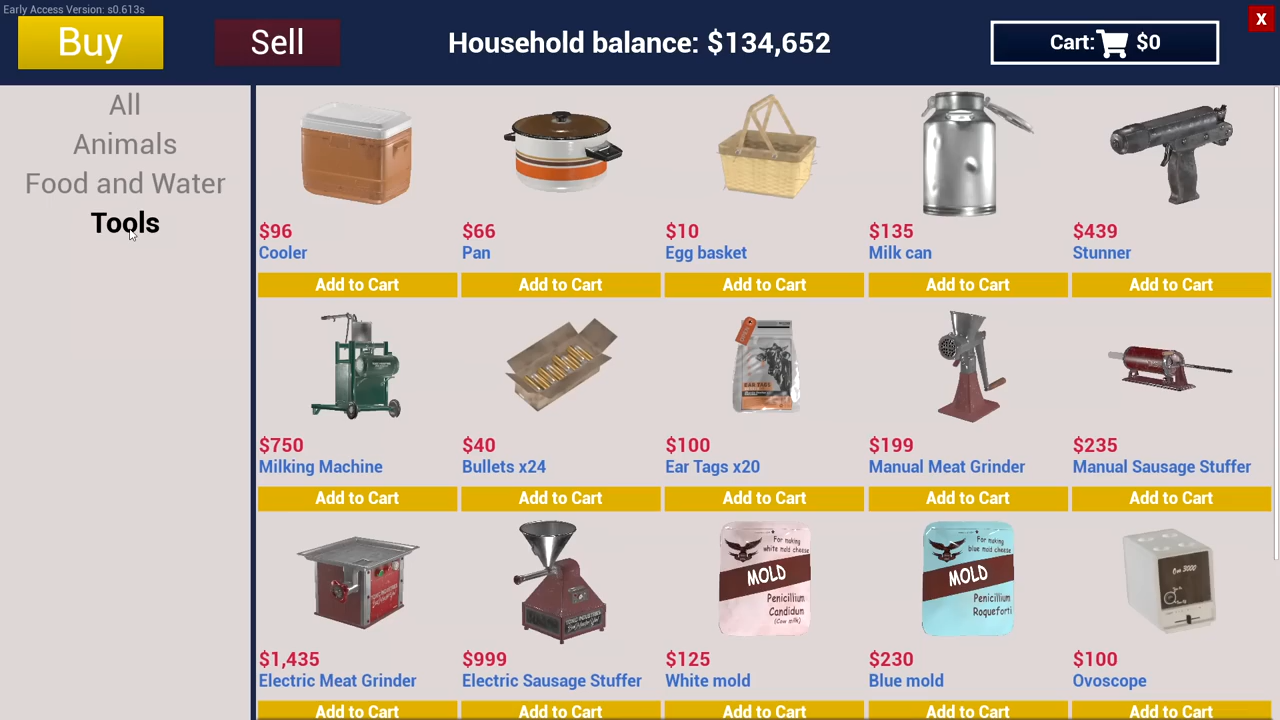 Early Access Version: s0.613s
Buy
Sell
Household balance: $134,652
Cart: $0
X
All
Animals
Food and Water
Tools
$96
Cooler
Add to Cart
$66
Pan
Add to Cart
$10
Egg basket
Add to Cart
$135
Milk can
Add to Cart
$439
Stunner
Add to Cart
$750
Milking Machine
Add to Cart
$40
Bullets x24
Add to Cart
EAR TAGS
$100
Ear Tags x20
Add to Cart
$199
Manual Meat Grinder
Add to Cart
$235
Manual Sausage Stuffer
Add to Cart
$1,435
Electric Meat Grinder
Add to Cart
$999
Electric Sausage Stuffer
Add to Cart
For making
white mold cheese
MOLD
Penicillium
Candidum
$125
White mold
Add to Cart
For making
blue mold cheese
MOLD
Penicillium
Roqueforti
$230
Blue mold
Add to Cart
$100
Ovoscope
Add to Cart